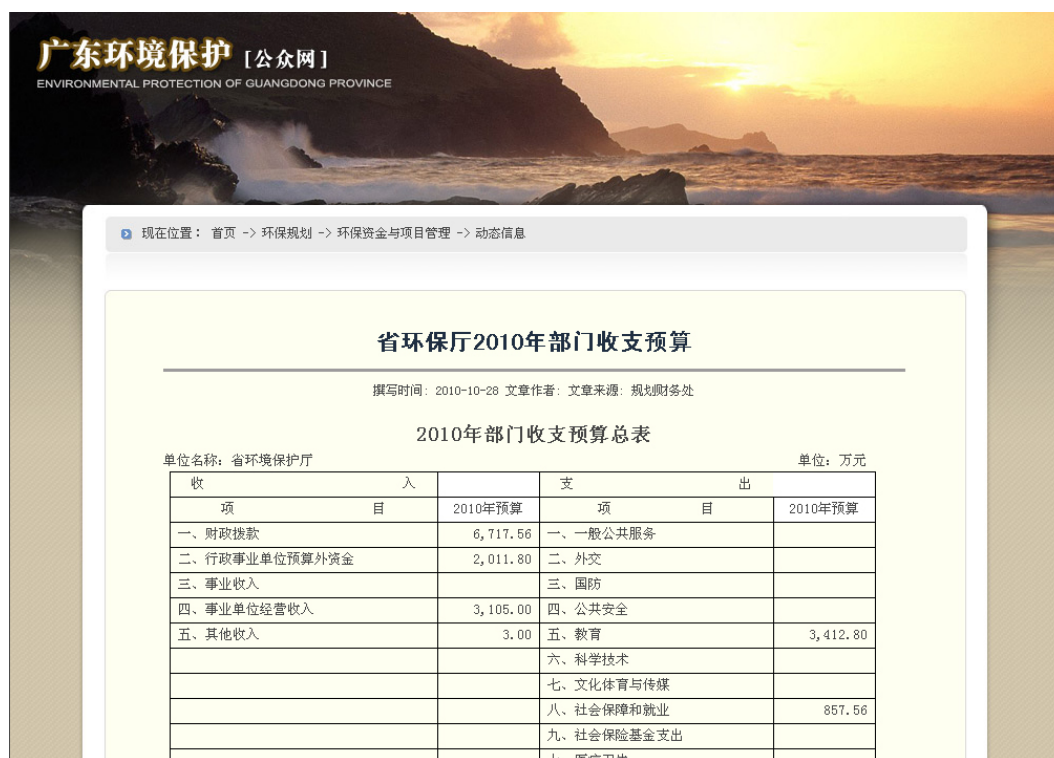 广东环境保护 [公众网]
ENVIRONMENTAL PROTECTION OF GUANGDONG PROVINCE
现在位置： 首页 -> 环保规划 -> 环保资金与项目管理 -> 动态信息
省环保厅2010年部门收支预算
撰写时间: 2010-10-28 文章作者: 文章来源: 规划财务处
2010年部门收支预算总表
单位名称：省环境保护厅 单位：万元
收 入 支 出
项 目 2010年预算 项 目 2010年预算
一、财政拨款 6,717.56 一、一般公共服务
二、行政事业单位预算外资金 2,011.80 二、外交
三、事业收入 三、国防
四、事业单位经营收入 3,105.00 四、公共安全
五、其他收入 3.00 五、教育 3,412.80
六、科学技术
七、文化体育与传媒
八、社会保障和就业 857.56
九、社会保险基金支出